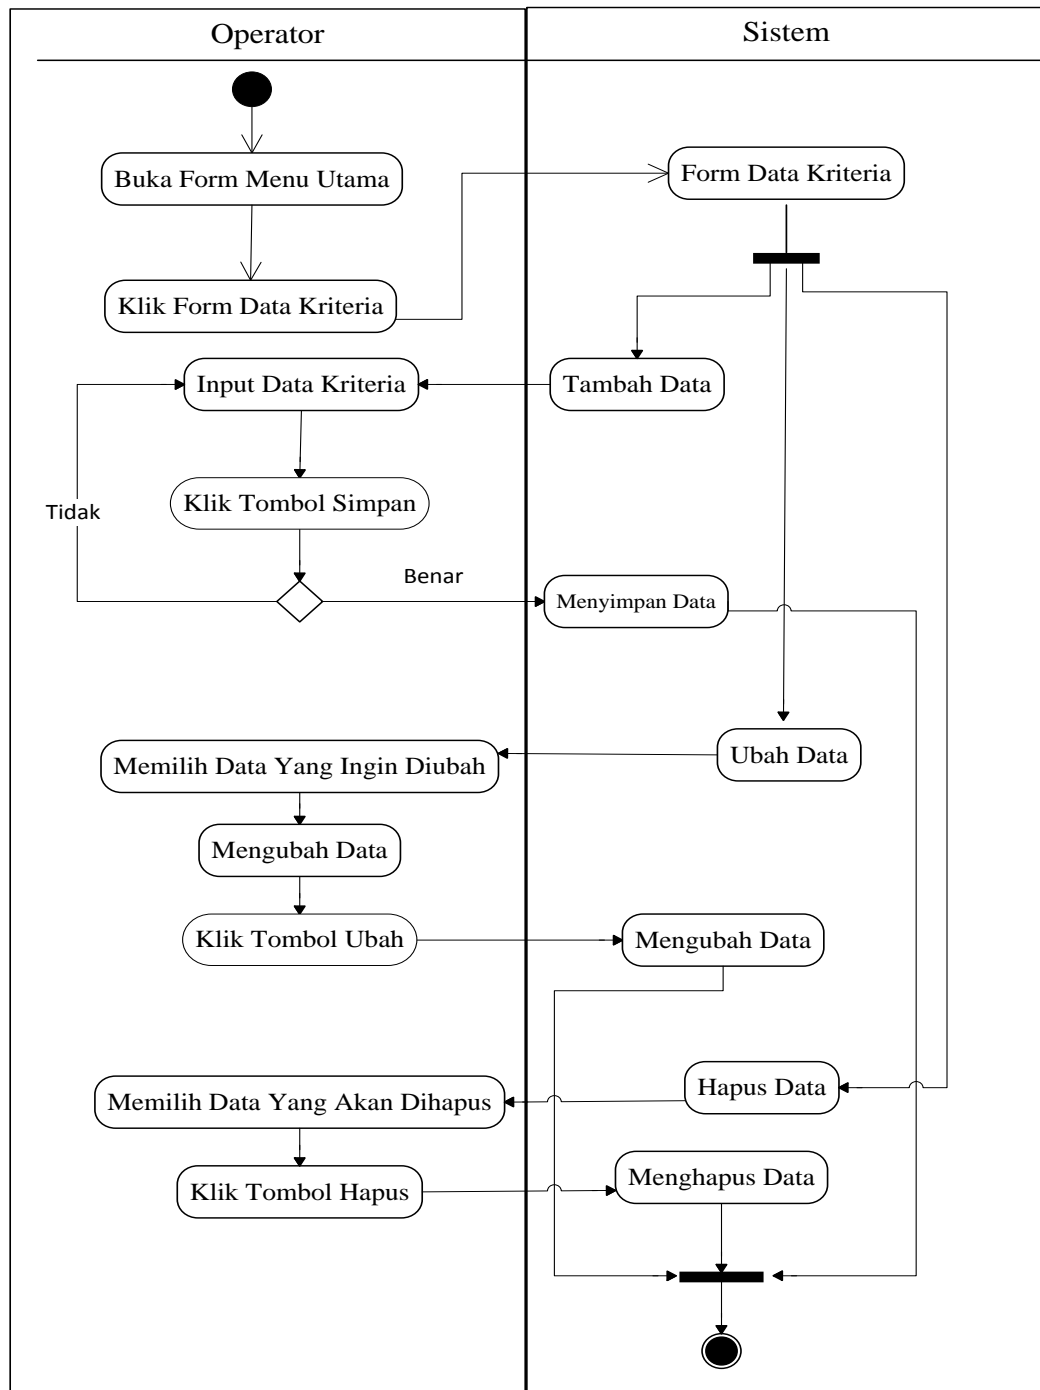 Operator
Sistem
Buka Form Menu Utama
Form Data Kriteria
Klik Form Data Kriteria
Input Data Kriteria
Tambah Data
Klik Tombol Simpan
Tidak
Benar
Menyimpan Data
Memilih Data Yang Ingin Diubah
Ubah Data
Mengubah Data
Klik Tombol Ubah
Mengubah Data
Hapus Data
Memilih Data Yang Akan Dihapus
Klik Tombol Hapus
Menghapus Data